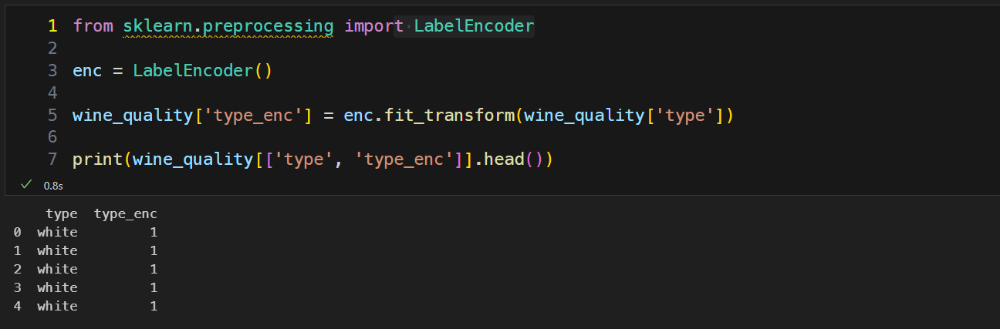 1 from sklearn.preprocessing import LabelEncoder
2
3 enc = LabelEncoder()
4
5 wine_quality['type_enc'] = enc.fit_transform(wine_quality['type'])
6
7 print(wine_quality[['type', 'type_enc']].head())
0.8s
type type_enc
0 white 1
1 white 1
2 white 1
3 white 1
4 white 1